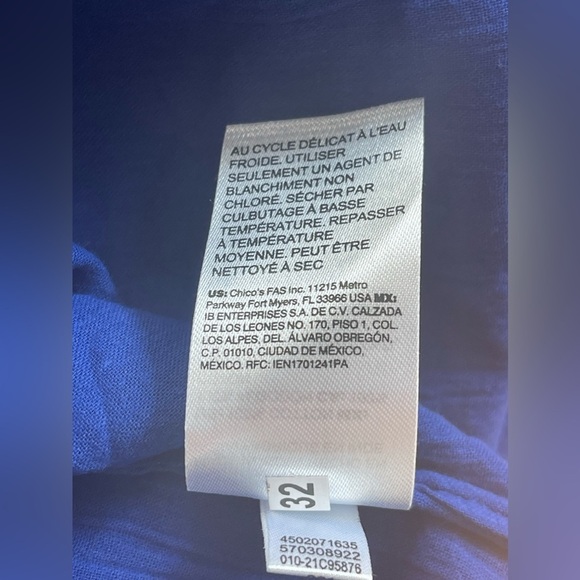 AU CYCLE DÉLICAT À L'EAU
FROIDE. UTILISER
SEULEMENT UN AGENT DE
BLANCHIMENT NON
CHLORÉ. SÉCHER PAR
CULBUTAGE À BASSE
TEMPÉRATURE. REPASSER
À TEMPÉRATURE
MOYENNE. PEUT ÊTRE
NETTOYÉ À SEC
US: Chico's FAS Inc. 11215 Metro
Parkway Fort Myers, FL 33966 USA MX:
IB ENTERPRISES S.A. DE C.V. CALZADA
DE LOS LEONES NO. 170, PISO 1, COL.
LOS ALPES, DEL. ÁLVARO OBREGÓN,
C.P. 01010, CIUDAD DE MÉXICO,
MÉXICO. RFC: IEN1701241PA
32
4502071635
570308922
010-21C95876